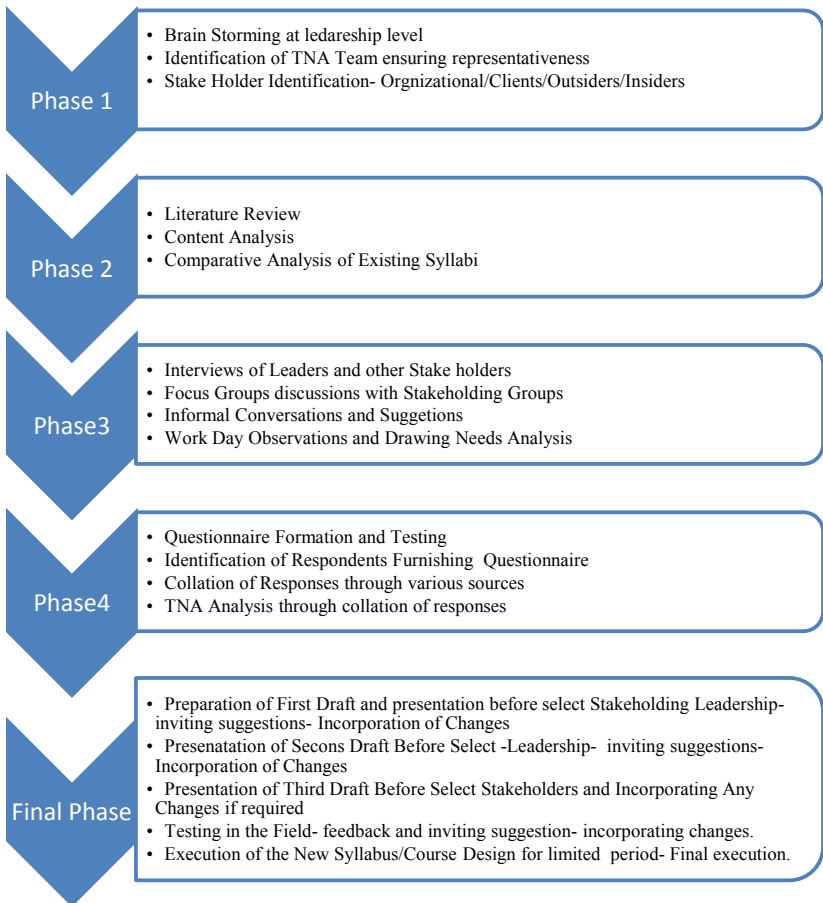 Phase 1
• Brain Storming at ledareship level
• Identification of TNA Team ensuring representativeness
• Stake Holder Identification- Orgnizational/Clients/Outsiders/Insiders
Phase 2
• Literature Review
• Content Analysis
• Comparative Analysis of Existing Syllabi
Phase3
• Interviews of Leaders and other Stake holders
• Focus Groups discussions with Stakeholding Groups
• Informal Conversations and Suggetions
• Work Day Observations and Drawing Needs Analysis
Phase4
• Questionnaire Formation and Testing
• Identification of Respondents Furnishing Questionnaire
• Collation of Responses through various sources
• TNA Analysis through collation of responses
Final Phase
• Preparation of First Draft and presentation before select Stakeholding Leadership-
inviting suggestions- Incorporation of Changes
• Presenatation of Secons Draft Before Select -Leadership- inviting suggestions-
Incorporation of Changes
• Presentation of Third Draft Before Select Stakeholders and Incorporating Any
Changes if required
• Testing in the Field- feedback and inviting suggestion- incorporating changes.
• Execution of the New Syllabus/Course Design for limited period- Final execution.